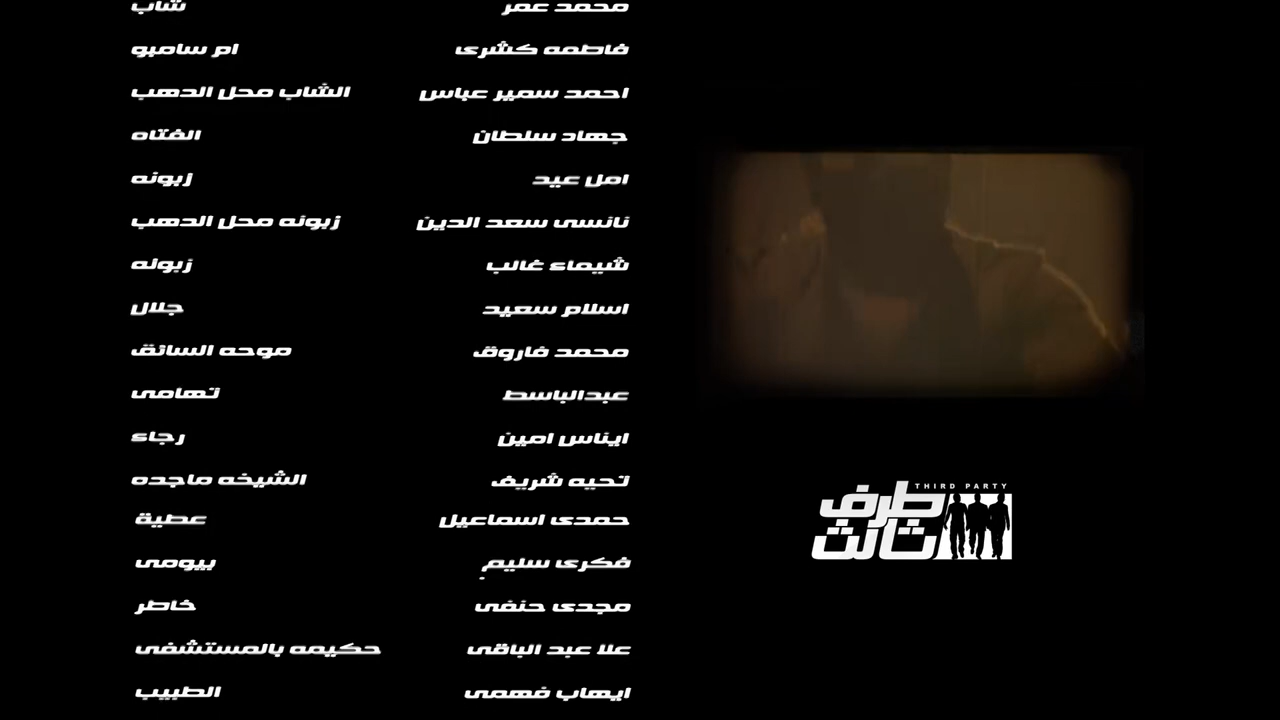 محمد عمر شاب
فاطمه كشرى ام سامبو
احمد سمير عباس الشاب محل الدهب
جهاد سلطان الفتاه
امل عيد زبونه
نانسى سعد الدين زبونه محل الدهب
شيماء غالب زبونه
اسلام سعيد جلال
محمد فاروق موحه السائق
عبدالباسط تهامى
ايناس امين رجاء
تحيه شريف الشيخه ماجده
حمدى اسماعيل عطية
فكرى سليم بيومى
مجدى حنفى خاطر
علا عبد الباقى حكيمه بالمستشفى
ايهاب فهمى الطبيب
THIRD PARTY
طرف
ثالث